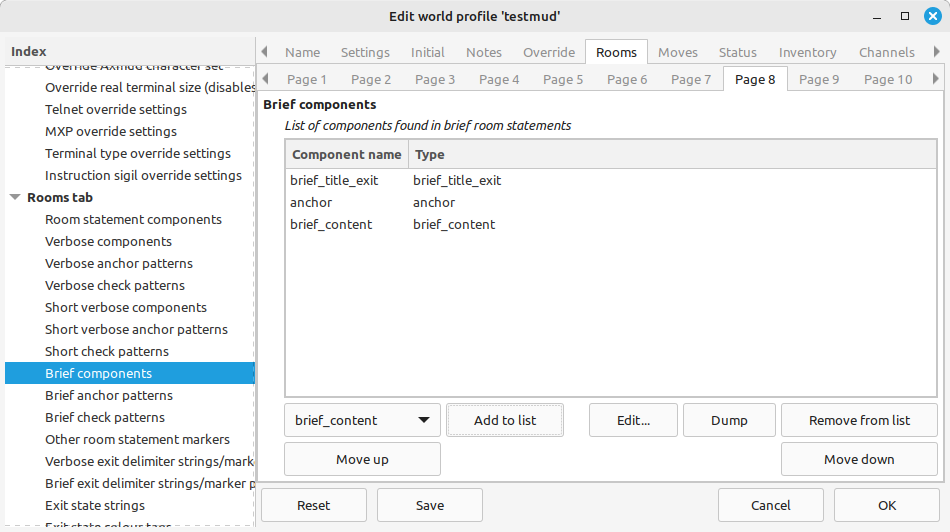 Edit world profile 'testmud'
Index
Override Axmud character set
Override real terminal size (disables
Telnet override settings
MXP override settings
Terminal type override settings
Instruction sigil override settings
Rooms tab
Room statement components
Verbose components
Verbose anchor patterns
Verbose check patterns
Short verbose components
Short verbose anchor patterns
Short check patterns
Brief components
Brief anchor patterns
Brief check patterns
Other room statement markers
Verbose exit delimiter strings/mark
Brief exit delimiter strings/marker p
Exit state strings
Exit state colour tags
Name Settings Initial Notes Override Rooms Moves Status Inventory Channels
Page 1 Page 2 Page 3 Page 4 Page 5 Page 6 Page 7 Page 8 Page 9 Page 10
Brief components
List of components found in brief room statements
Component name Type
brief_title_exit brief_title_exit
anchor anchor
brief_content brief_content
brief_content Add to list Edit... Dump Remove from list
Move up Move down
Reset Save Cancel OK